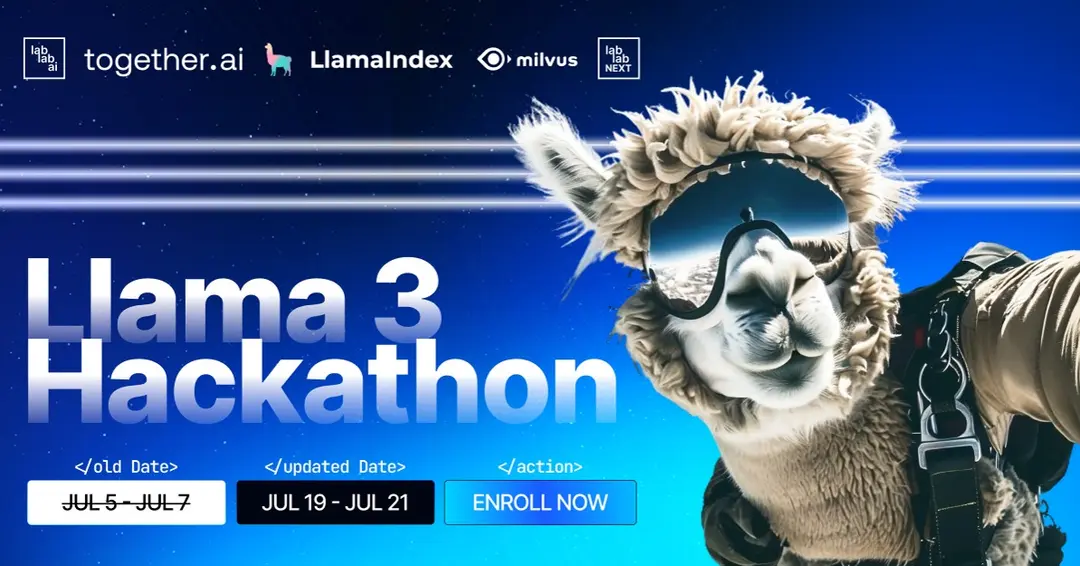 lab lab ai
together.ai
LlamaIndex
milvus
lab lab NEXT
Llama 3
Hackathon
</old Date>
</updated Date>
</action>
JUL 5 - JUL 7
JUL 19 - JUL 21
ENROLL NOW